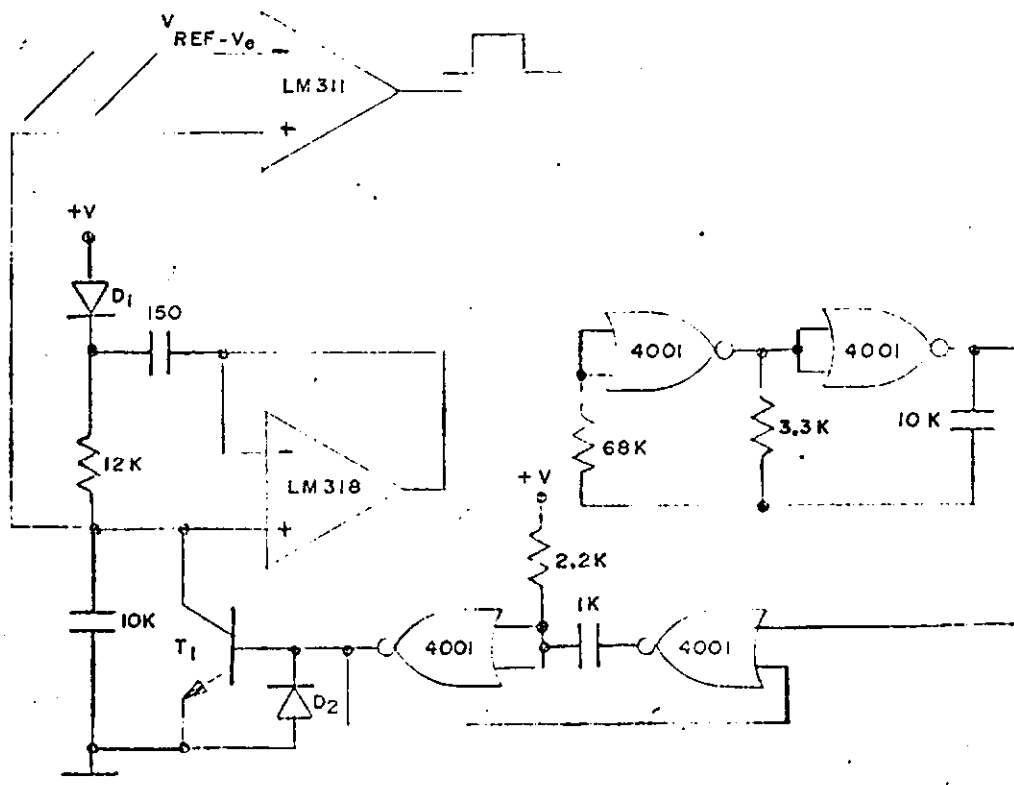 V
REF-Ve
-
LM311
+
+V
D1
150
4001
4001
3.3K
10K
68K
12K
-
LM318
+
+V
2.2K
1K
10K
T1
4001
4001
D2